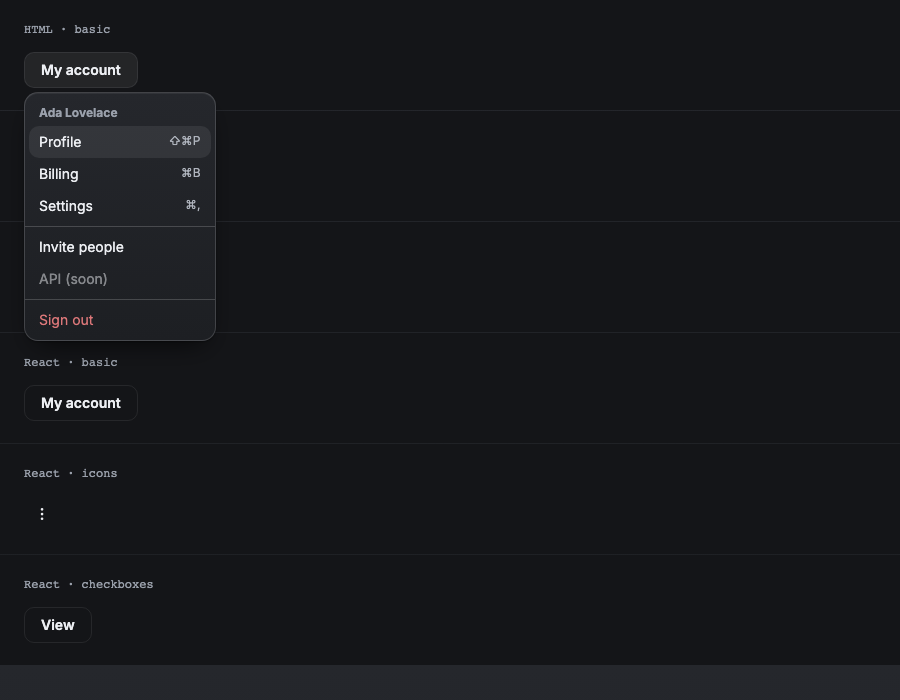 HTML · basic
My account
Ada Lovelace
Profile ⇧⌘P
Billing ⌘B
Settings ⌘,
Invite people
API (soon)
Sign out
React · basic
My account
React · icons
React · checkboxes
View